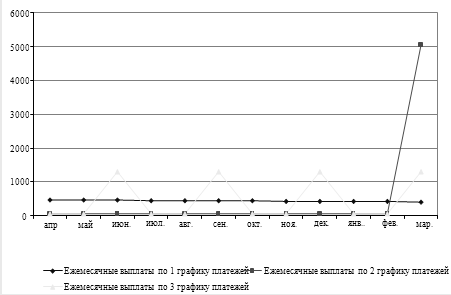 6000
5000
4000
3000
2000
1000
0
апр май июн. июл. авг. сен. окт. ноя. дек. янв.. фев. мар.
Ежемесячные выплаты по 1 графику платежей Ежемесячные выплаты по 2 графику платежей
Ежемесячные выплаты по 3 графику платежей